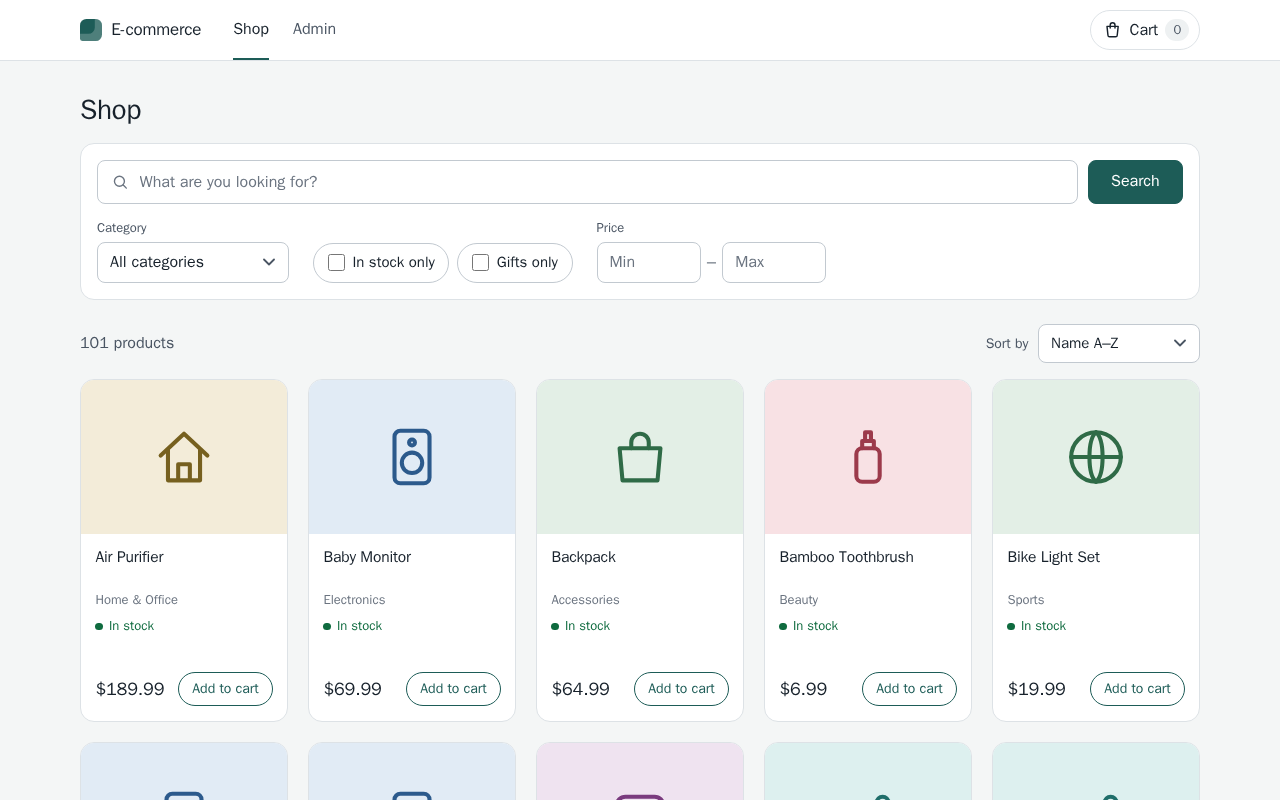 E-commerce Shop Admin Cart 0
Shop
What are you looking for? Search
Category Price
All categories In stock only Gifts only Min – Max
101 products Sort by Name A–Z
Air Purifier Baby Monitor Backpack Bamboo Toothbrush Bike Light Set
Home & Office Electronics Accessories Beauty Sports
In stock In stock In stock In stock In stock
$189.99 Add to cart $69.99 Add to cart $64.99 Add to cart $6.99 Add to cart $19.99 Add to cart